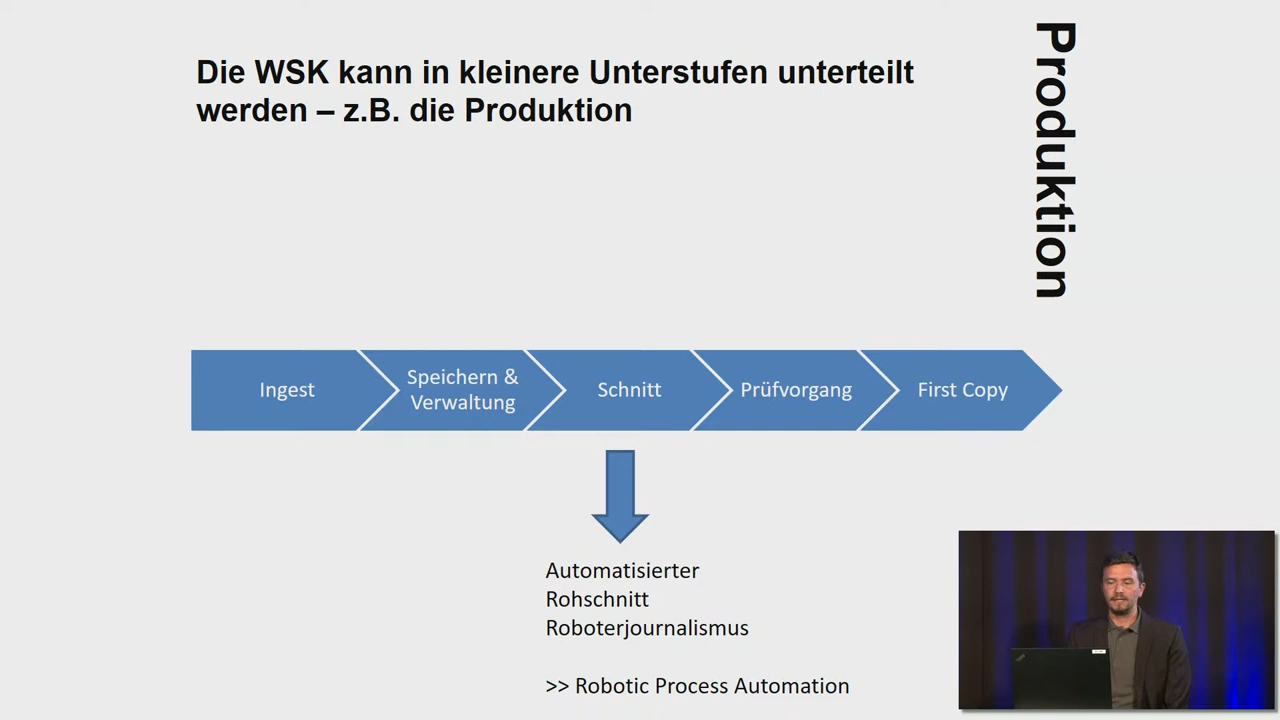 Die WSK kann in kleinere Unterstufen unterteilt
werden – z.B. die Produktion
Produktion
Ingest
Speichern &
Verwaltung
Schnitt
Prüfvorgang
First Copy
Automatisierter
Rohschnitt
Roboterjournalismus
>> Robotic Process Automation